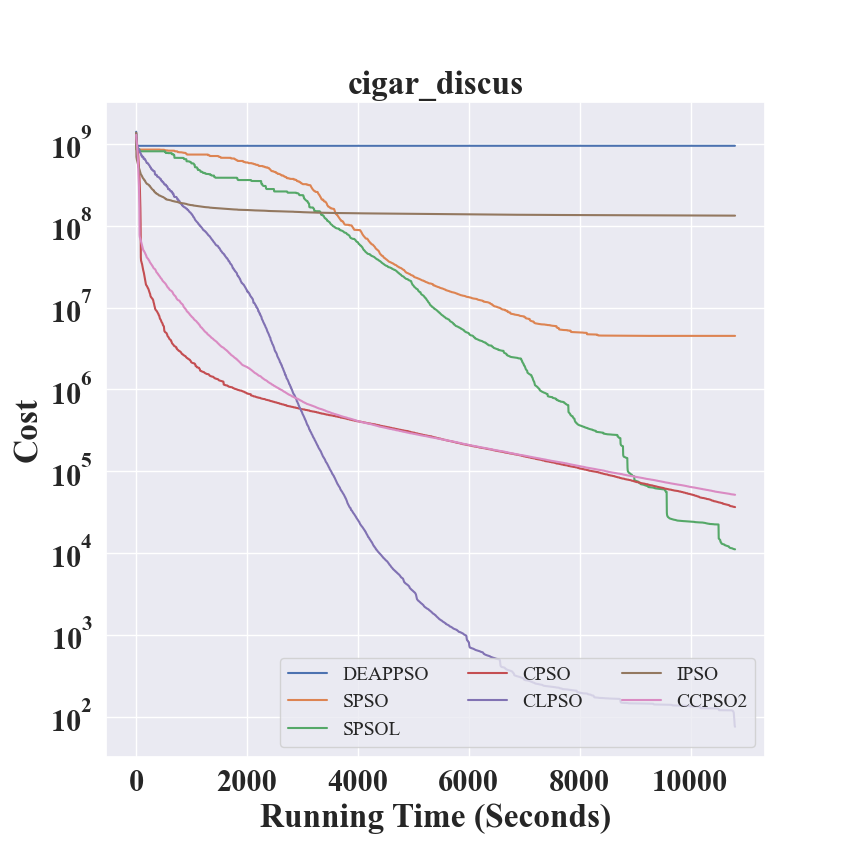 cigar_discus
Cost
10^9
10^8
10^7
10^6
10^5
10^4
10^3
10^2
DEAPPSO CPSO IPSO
SPSO CLPSO CCPSO2
SPSOL
0 2000 4000 6000 8000 10000
Running Time (Seconds)